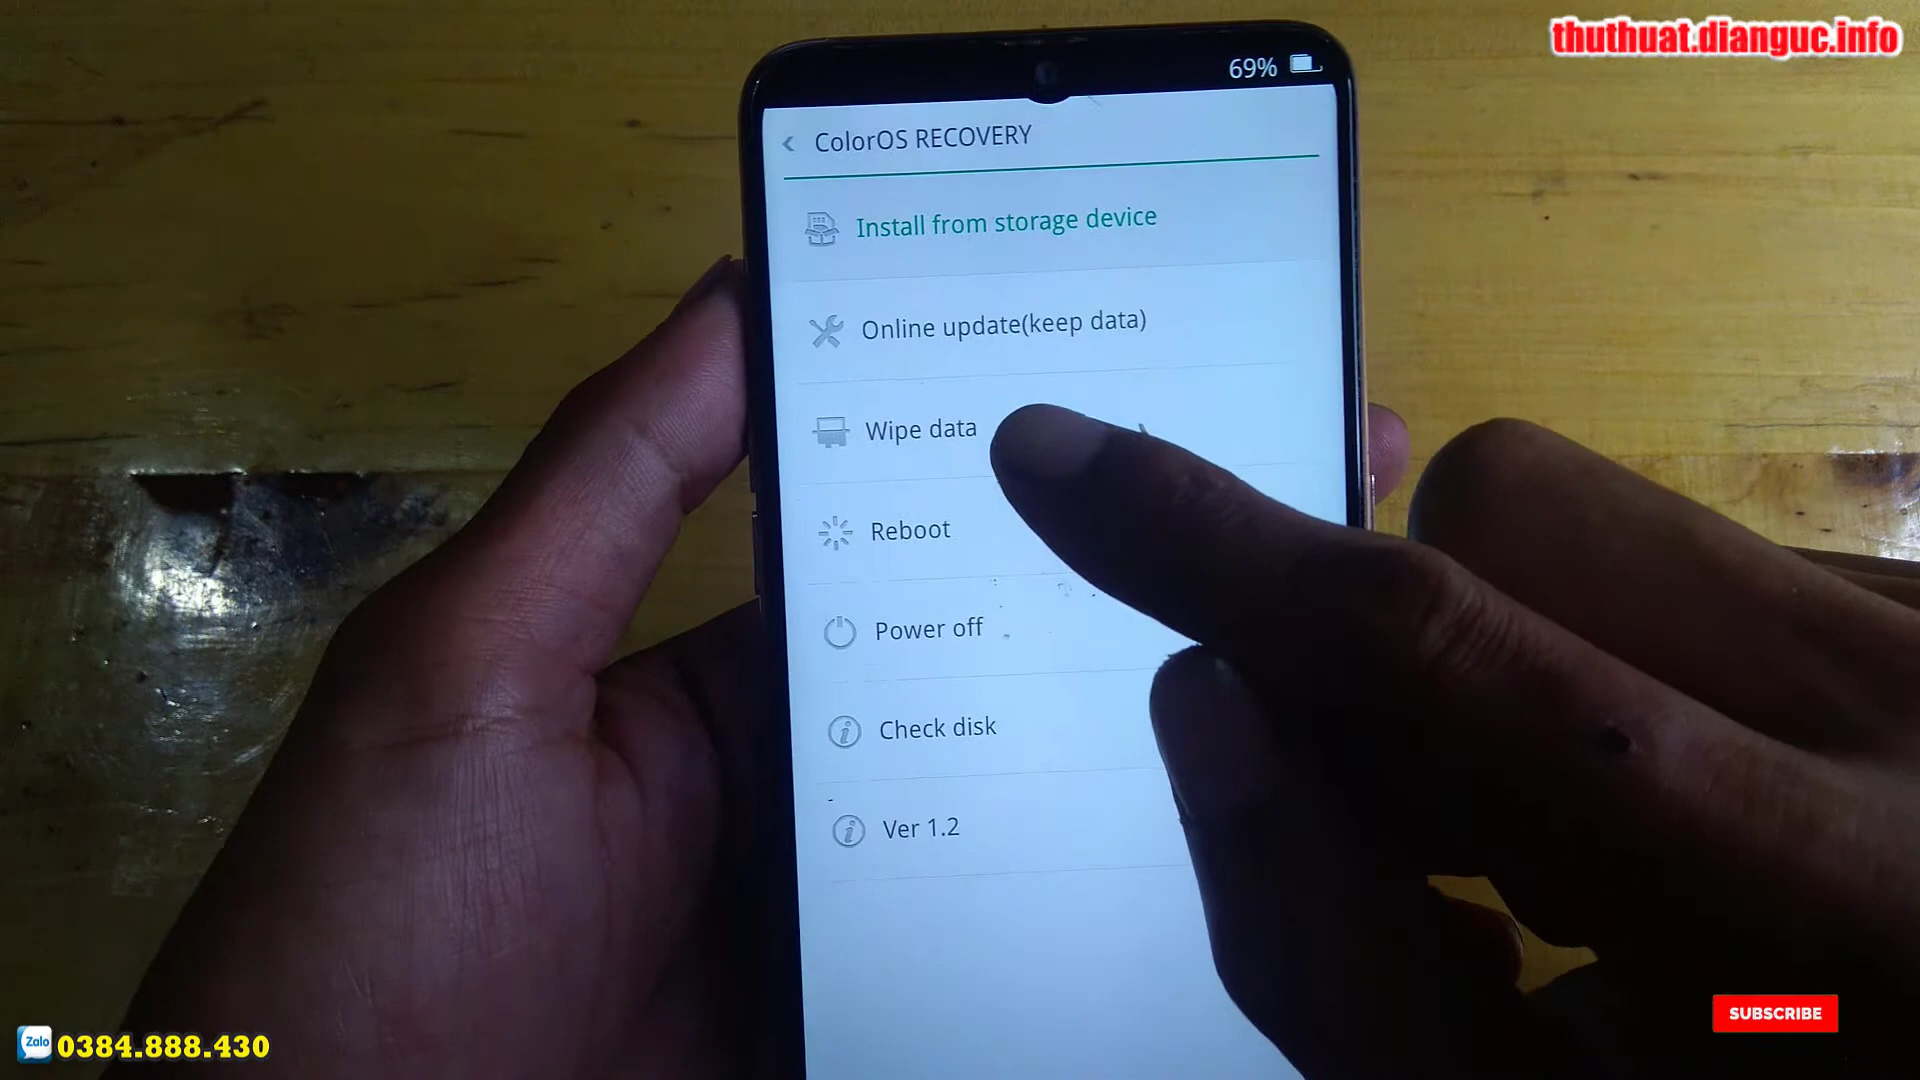 thuthuat.dianguc.info
69%
ColorOS RECOVERY
Install from storage device
Online update(keep data)
Wipe data
Reboot
Power off
Check disk
Ver 1.2
SUBSCRIBE
Zalo 0384.888.430